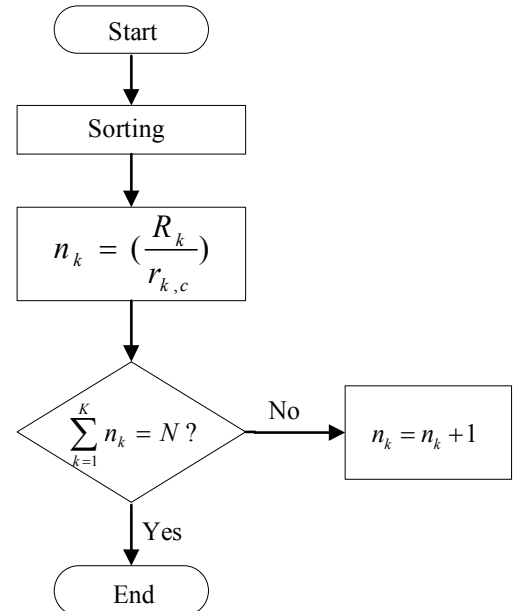 Start
Sorting
n_k = (R_k / r_{k,c})
∑_{k=1}^{K} n_k = N ?
No
n_k = n_k + 1
Yes
End